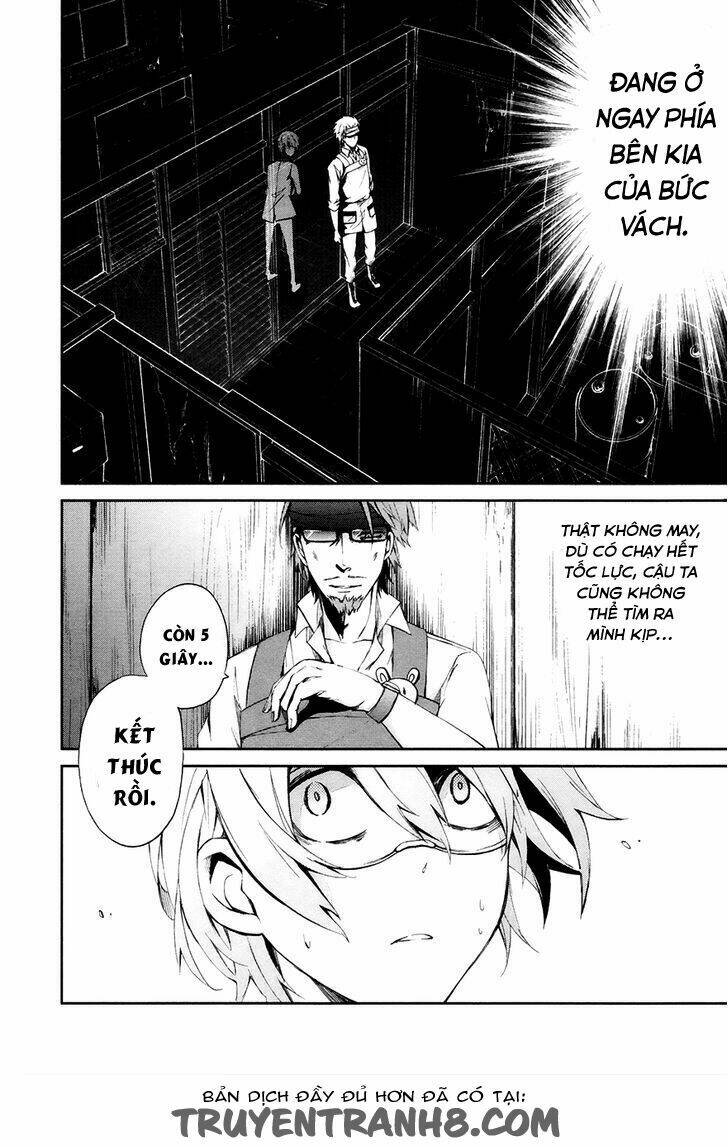 ĐANG Ở
NGAY PHÍA
BÊN KIA
CỦA BỨC
VÁCH.
THẬT KHÔNG MAY,
DÙ CÓ CHẠY HẾT
TỐC LỰC, CẬU TA
CŨNG KHÔNG
THỂ TÌM RA
MÌNH KỊP...
CÒN 5
GIÂY...
KẾT
THÚC
RỒI.
BẢN DỊCH ĐẦY ĐỦ HƠN ĐÃ CÓ TẠI:
TRUYENTRANH8.COM